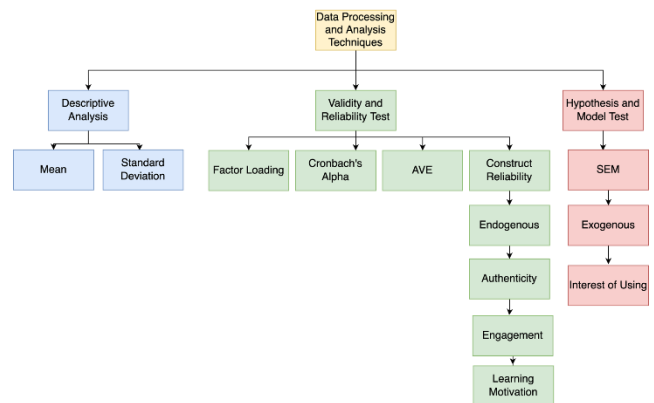 Data Processing
and Analysis
Techniques
Descriptive
Analysis
Validity and
Reliability Test
Hypothesis and
Model Test
Mean
Standard
Deviation
Factor Loading
Cronbach's
Alpha
AVE
Construct
Reliability
SEM
Endogenous
Exogenous
Authenticity
Interest of Using
Engagement
Learning
Motivation